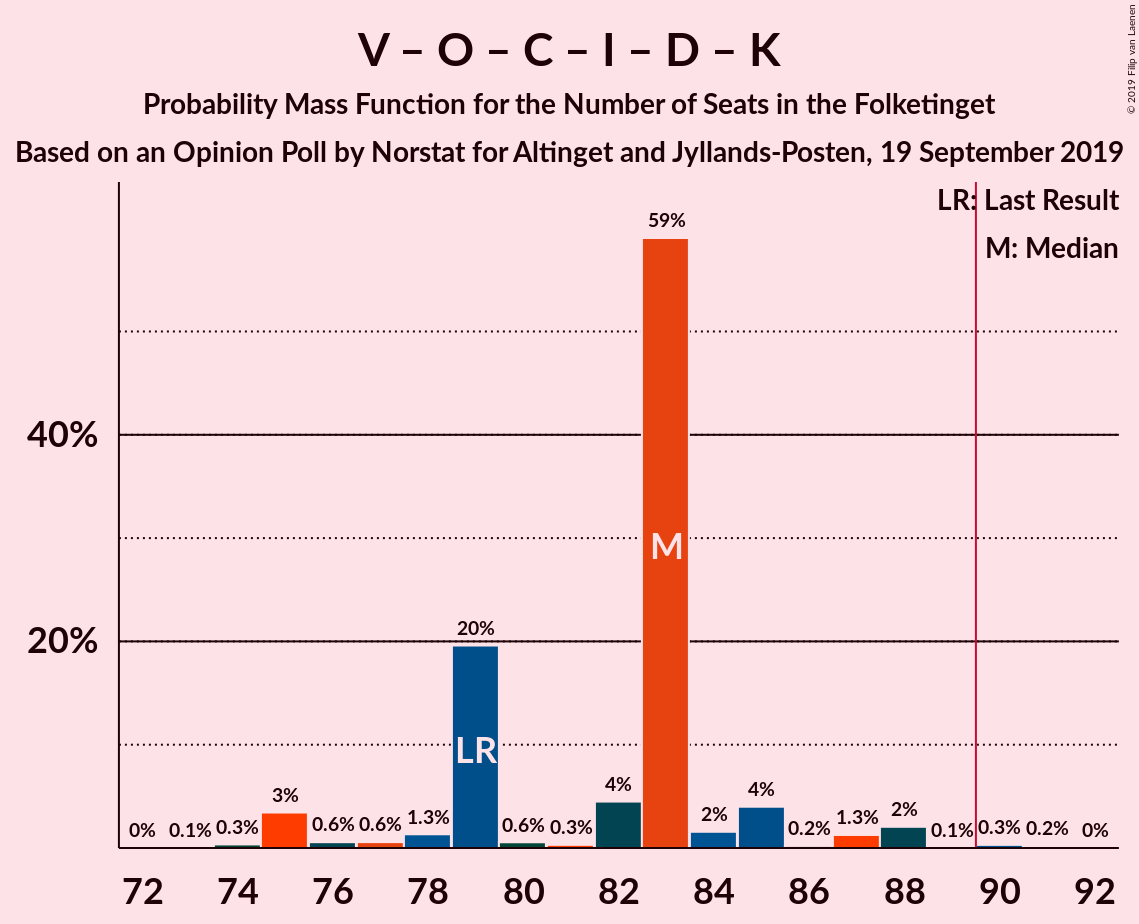 V – O – C – I – D – K
Probability Mass Function for the Number of Seats in the Folketinget
Based on an Opinion Poll by Norstat for Altinget and Jyllands-Posten, 19 September 2019
© 2019 Filip van Laenen
LR: Last Result
M: Median
59%
40%
M
20%
20%
LR
0%
0.1%
0.3%
3%
0.6%
0.6%
1.3%
0.6%
0.3%
4%
2%
4%
0.2%
1.3%
2%
0.1%
0.3%
0.2%
0%
72 74 76 78 80 82 84 86 88 90 92